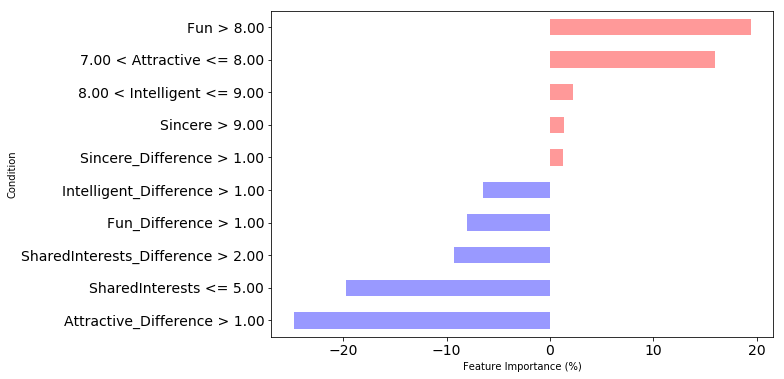 Fun > 8.00
7.00 < Attractive <= 8.00
8.00 < Intelligent <= 9.00
Sincere > 9.00
Sincere_Difference > 1.00
Intelligent_Difference > 1.00
Fun_Difference > 1.00
SharedInterests_Difference > 2.00
SharedInterests <= 5.00
Attractive_Difference > 1.00
Condition
−20 −10 0 10 20
Feature Importance (%)